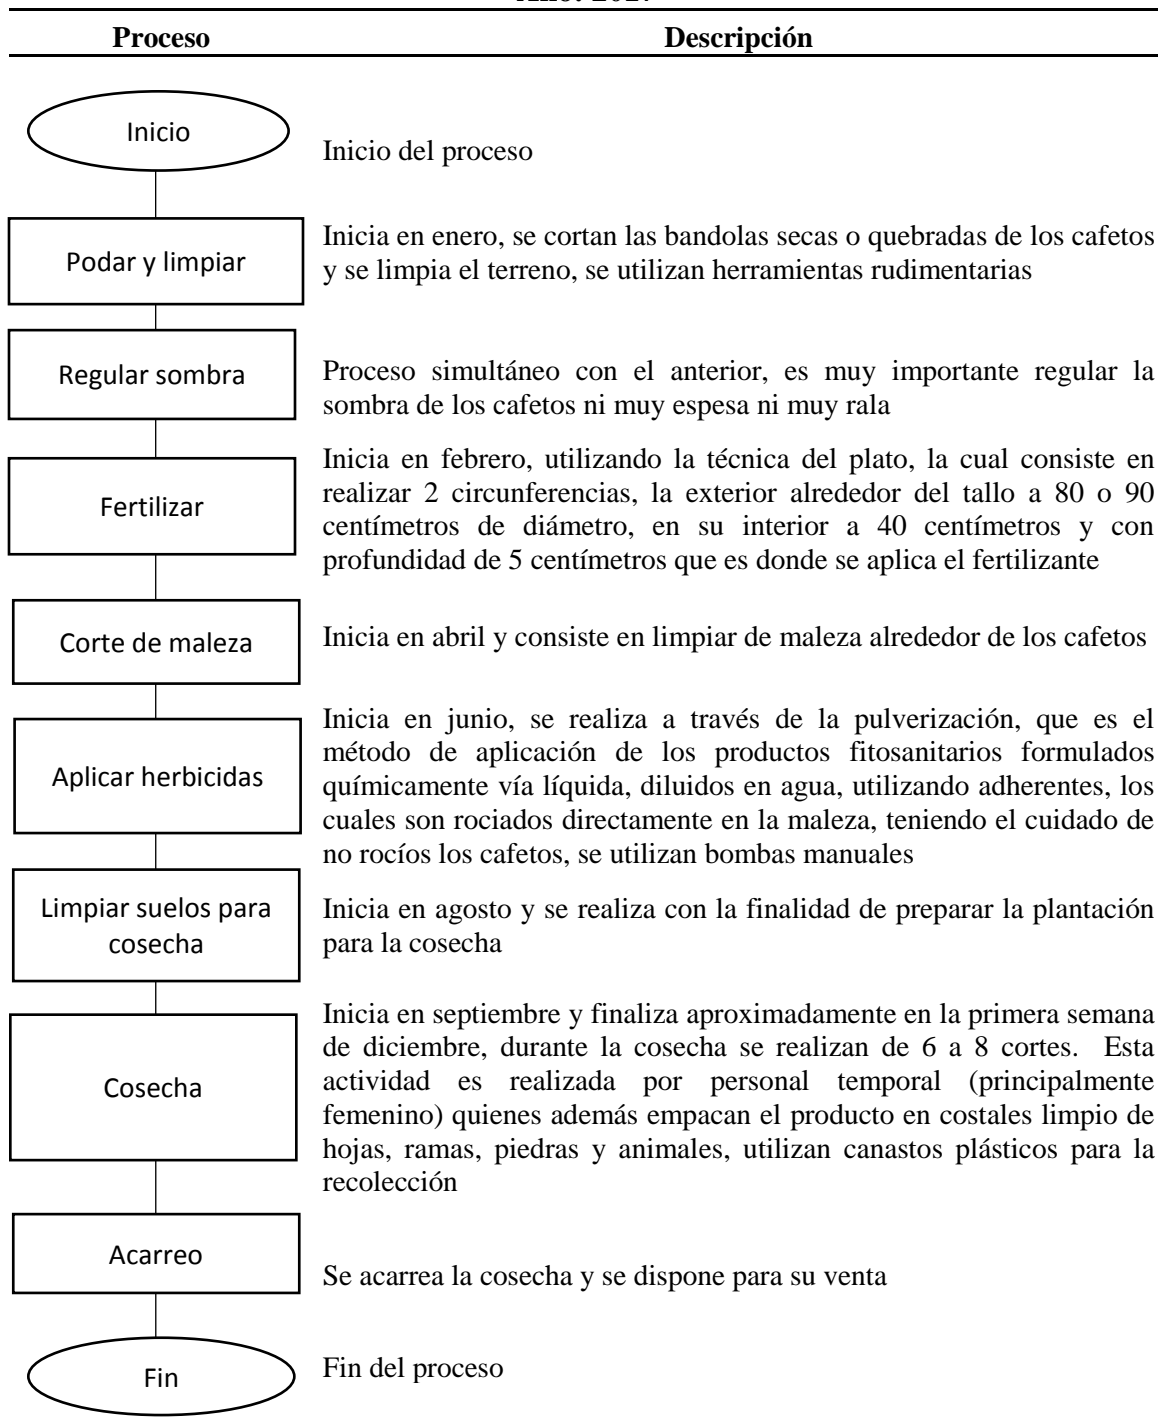 Proceso Descripción
Inicio
Inicio del proceso
Podar y limpiar
Inicia en enero, se cortan las bandolas secas o quebradas de los cafetos
y se limpia el terreno, se utilizan herramientas rudimentarias
Regular sombra
Proceso simultáneo con el anterior, es muy importante regular la
sombra de los cafetos ni muy espesa ni muy rala
Fertilizar
Inicia en febrero, utilizando la técnica del plato, la cual consiste en
realizar 2 circunferencias, la exterior alrededor del tallo a 80 o 90
centímetros de diámetro, en su interior a 40 centímetros y con
profundidad de 5 centímetros que es donde se aplica el fertilizante
Corte de maleza
Inicia en abril y consiste en limpiar de maleza alrededor de los cafetos
Aplicar herbicidas
Inicia en junio, se realiza a través de la pulverización, que es el
método de aplicación de los productos fitosanitarios formulados
químicamente vía líquida, diluidos en agua, utilizando adherentes, los
cuales son rociados directamente en la maleza, teniendo el cuidado de
no rocíos los cafetos, se utilizan bombas manuales
Limpiar suelos para
cosecha
Inicia en agosto y se realiza con la finalidad de preparar la plantación
para la cosecha
Cosecha
Inicia en septiembre y finaliza aproximadamente en la primera semana
de diciembre, durante la cosecha se realizan de 6 a 8 cortes. Esta
actividad es realizada por personal temporal (principalmente
femenino) quienes además empacan el producto en costales limpio de
hojas, ramas, piedras y animales, utilizan canastos plásticos para la
recolección
Acarreo
Se acarrea la cosecha y se dispone para su venta
Fin
Fin del proceso